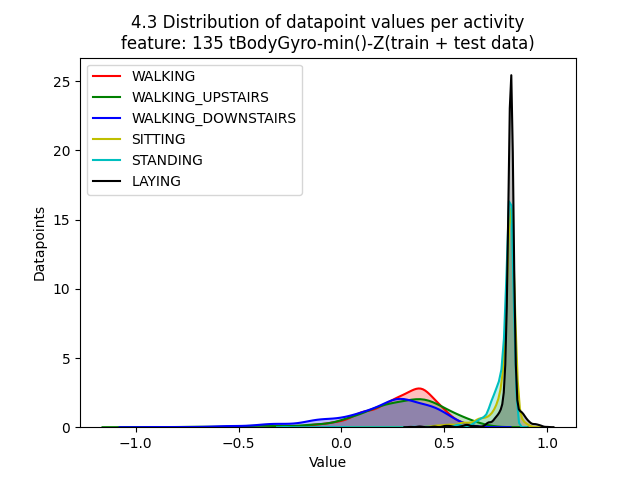 4.3 Distribution of datapoint values per activity
feature: 135 tBodyGyro-min()-Z(train + test data)
WALKING
WALKING_UPSTAIRS
WALKING_DOWNSTAIRS
SITTING
STANDING
LAYING
Datapoints
25
20
15
10
5
0
−1.0
−0.5
0.0
0.5
1.0
Value